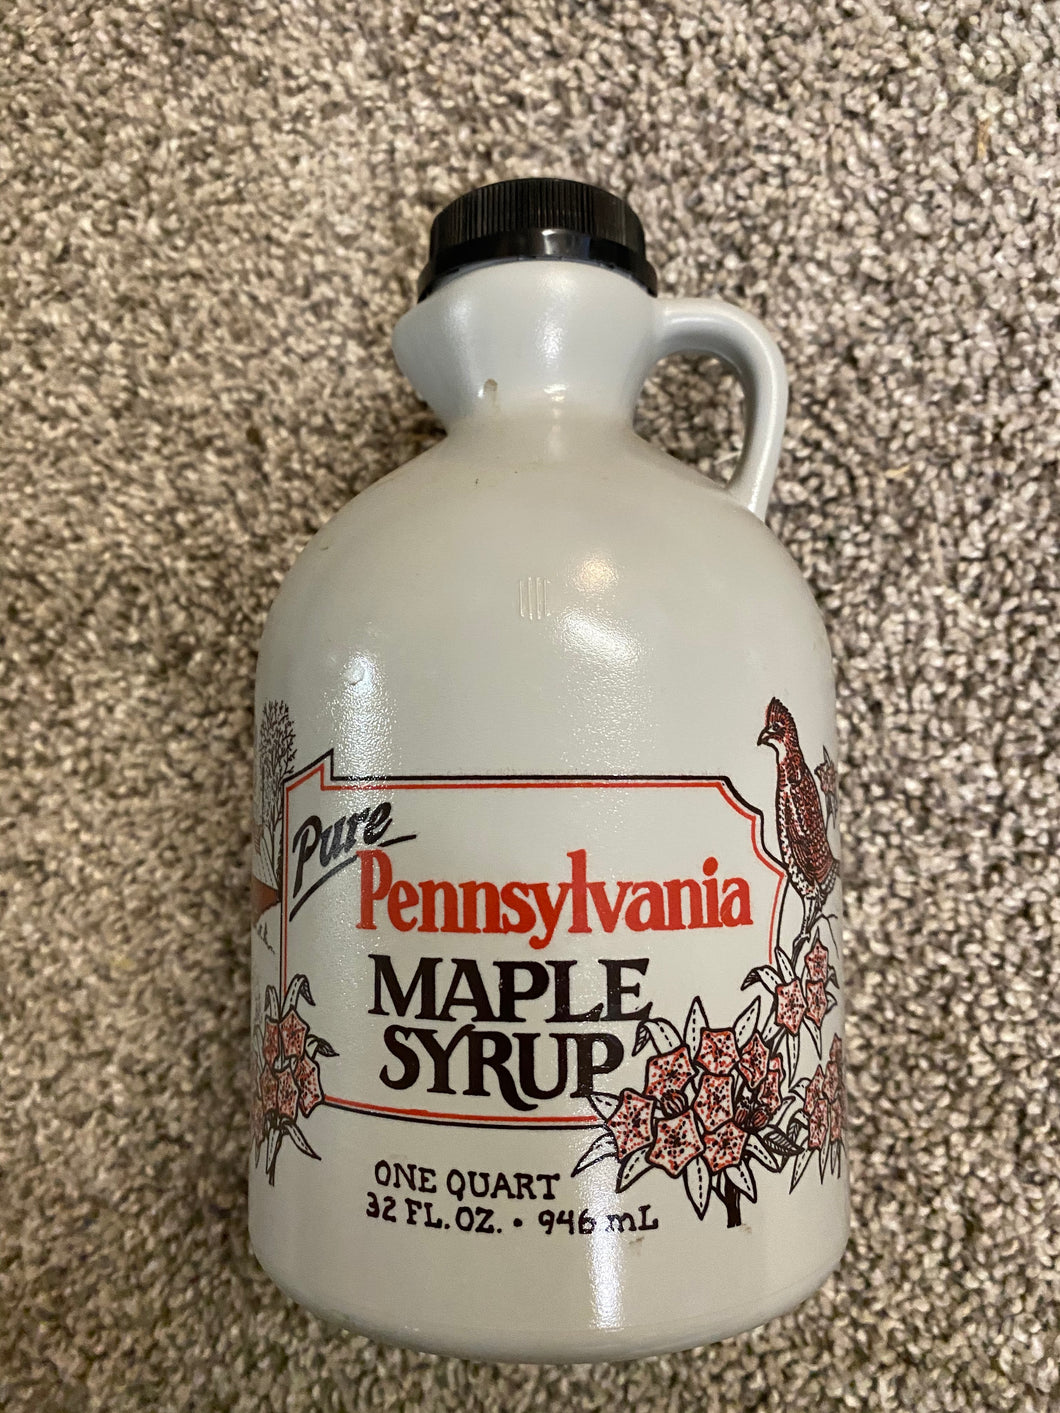 Pure
Pennsylvania
MAPLE
SYRUP
ONE QUART
32 FL. OZ. • 946 mL